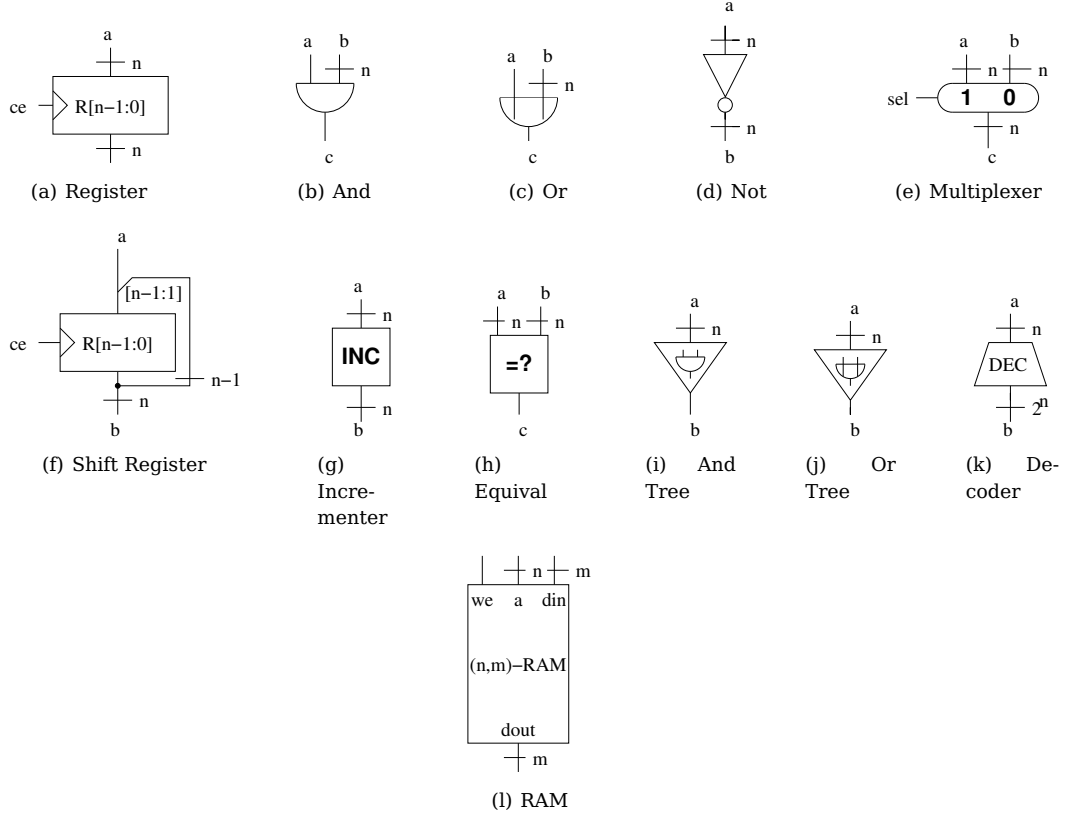 a
n
ce
R[n−1:0]
n
(a) Register
a
b
n
c
(b) And
a
b
n
c
(c) Or
a
n
n
b
(d) Not
a
b
n
n
sel
1 0
n
c
(e) Multiplexer
a
[n−1:1]
ce
R[n−1:0]
n−1
n
b
(f) Shift Register
a
n
INC
n
b
(g)
Incre-
menter
a
b
n
n
=?
c
(h)
Equival
a
n
b
(i) And
Tree
a
n
b
(j) Or
Tree
a
n
DEC
2n
b
(k) De-
coder
n
m
we a din
(n,m)−RAM
dout
m
(l) RAM